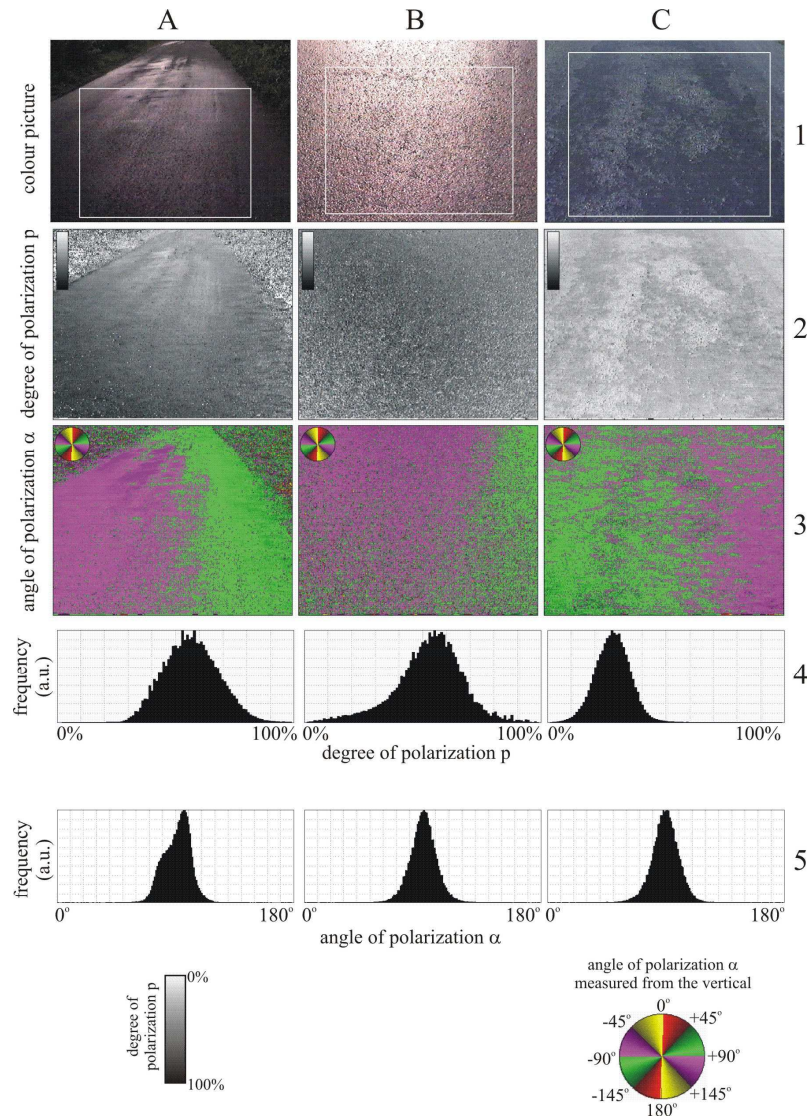 A B C
colour picture
1
degree of polarization p
2
angle of polarization α
3
frequency
(a.u.)
4
0% 100% 0% 100% 0% 100%
degree of polarization p
frequency
(a.u.)
5
0° 180° 0° 180° 0° 180°
angle of polarization α
degree of
polarization p
0%
100%
angle of polarization α
measured from the vertical
0°
-45° +45°
-90° +90°
-145° +145°
180°